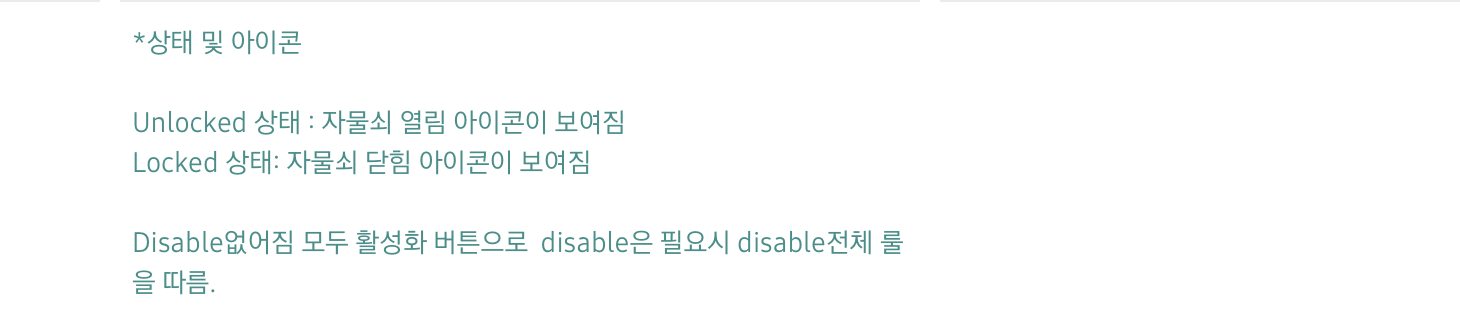 *상태 및 아이콘
Unlocked 상태 : 자물쇠 열림 아이콘이 보여짐
Locked 상태: 자물쇠 닫힘 아이콘이 보여짐
Disable없어짐 모두 활성화 버튼으로  disable은 필요시 disable전체 룰
을 따름.